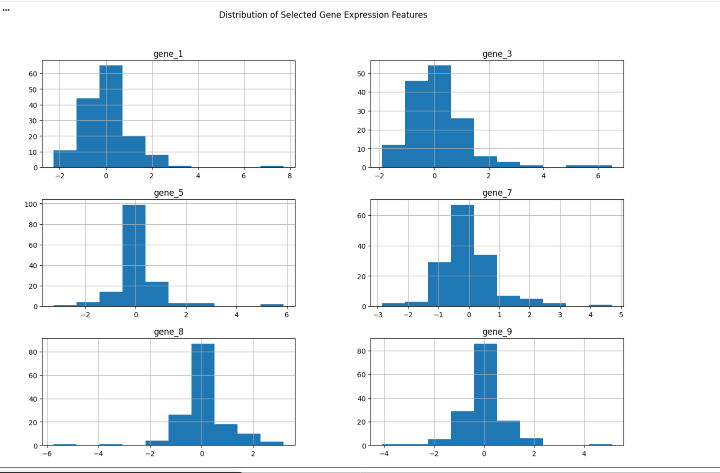 ...
Distribution of Selected Gene Expression Features
gene_1
60
50
40
30
20
10
0
−2 0 2 4 6 8
gene_3
50
40
30
20
10
0
−2 0 2 4 6
gene_5
100
80
60
40
20
0
−2 0 2 4 6
gene_7
60
40
20
0
−3 −2 −1 0 1 2 3 4 5
gene_8
80
60
40
20
0
−6 −4 −2 0 2
gene_9
80
60
40
20
0
−4 −2 0 2 4